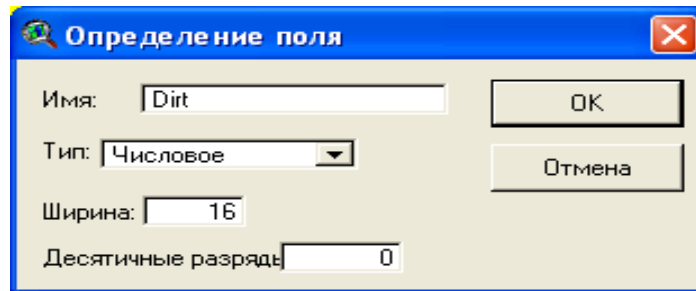 Определение поля
Имя: Dirt
OK
Тип: Числовое
Отмена
Ширина: 16
Десятичные разряды 0